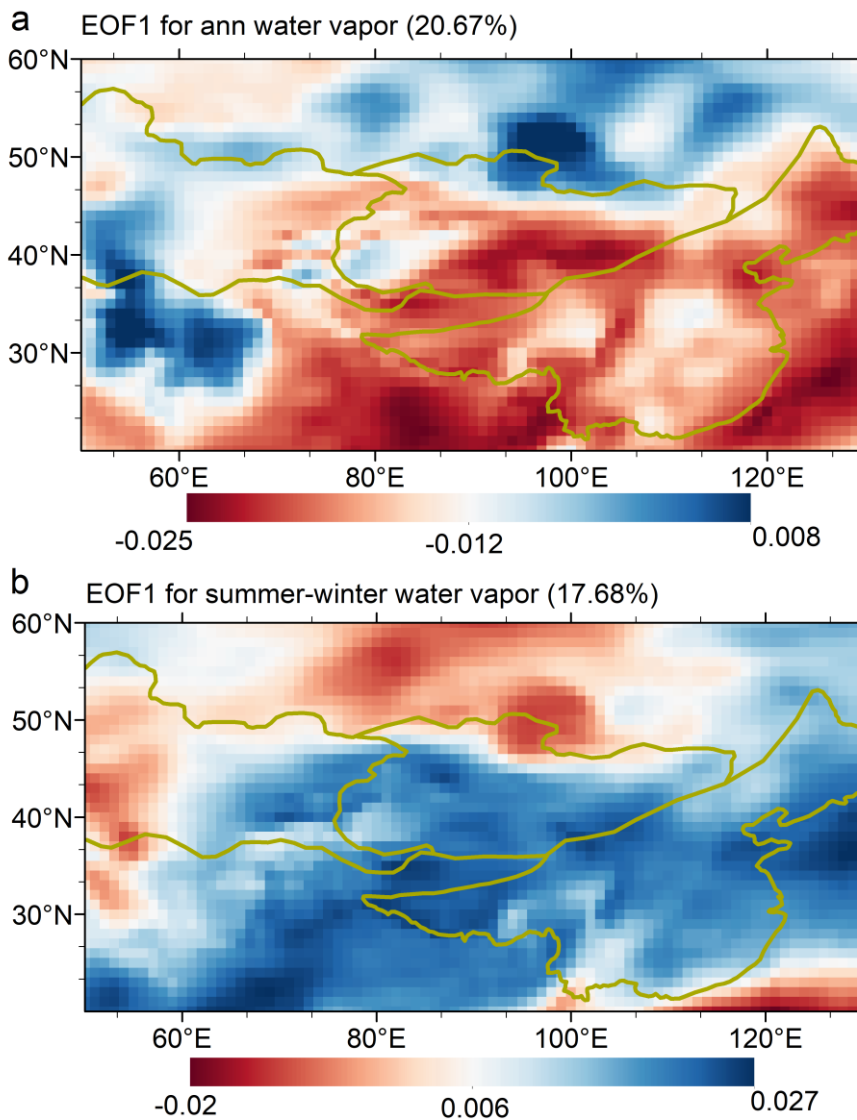 a
EOF1 for ann water vapor (20.67%)
60°N
50°N
40°N
30°N
60°E 80°E 100°E 120°E
-0.025 -0.012 0.008
b
EOF1 for summer-winter water vapor (17.68%)
60°N
50°N
40°N
30°N
60°E 80°E 100°E 120°E
-0.02 0.006 0.027